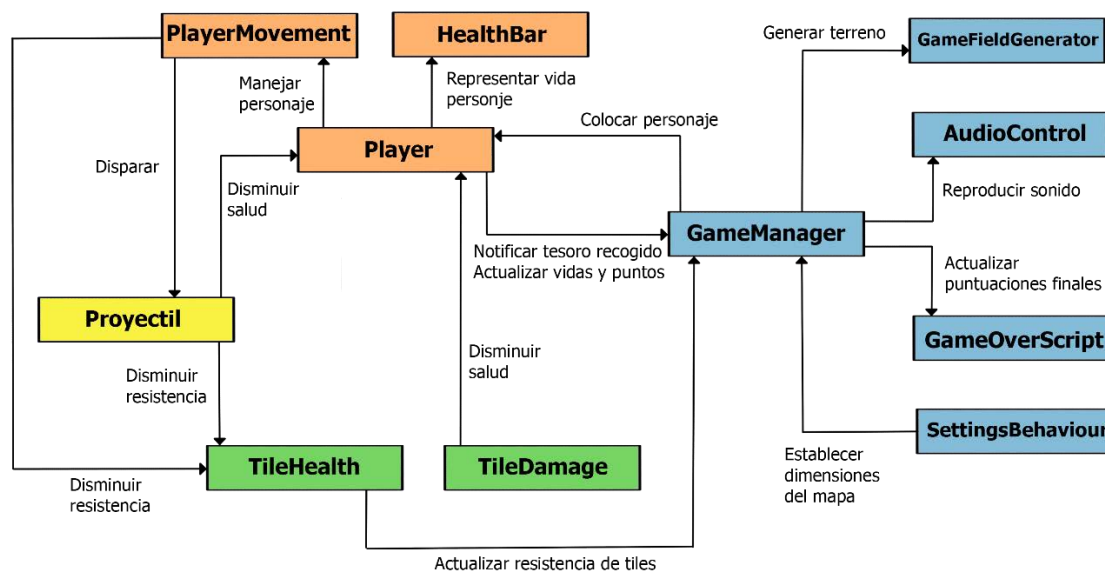 PlayerMovement
HealthBar
Generar terreno
GameFieldGenerator
Manejar
personaje
Representar vida
personje
Colocar personaje
AudioControl
Player
Disparar
Disminuir
salud
Reproducir sonido
GameManager
Notificar tesoro recogido
Actualizar vidas y puntos
Actualizar
puntuaciones finales
Proyectil
GameOverScript
Disminuir
resistencia
Disminuir
salud
SettingsBehaviour
TileHealth
TileDamage
Establecer
dimensiones
del mapa
Disminuir
resistencia
Actualizar resistencia de tiles